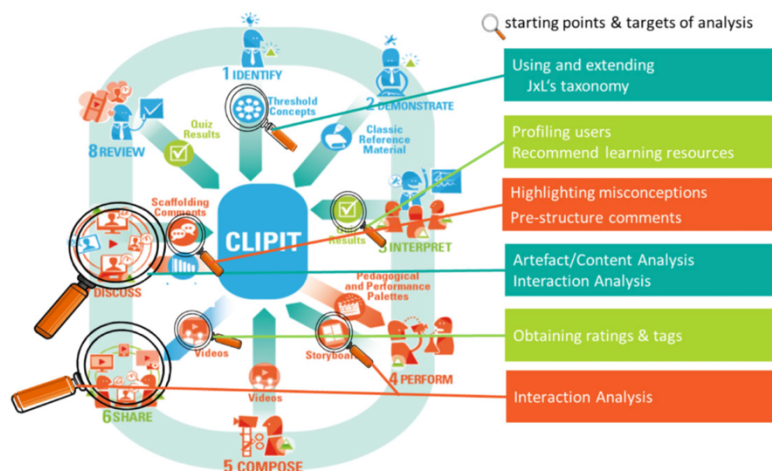 starting points & targets of analysis
1 IDENTIFY
2 DEMONSTRATE
Threshold
Concepts
Using and extending
JxL's taxonomy
8 REVIEW
Quiz
Results
Classic
Reference
Material
Profiling users
Recommend learning resources
Scaffolding
Comments
CLIPIT
Results
INTERPRET
Highlighting misconceptions
Pre-structure comments
DISCUSS
Pedagogical
and Performance
Palettes
Artefact/Content Analysis
Interaction Analysis
Videos
Storyboar
4 PERFORM
Obtaining ratings & tags
6 SHARE
Videos
Interaction Analysis
5 COMPOSE